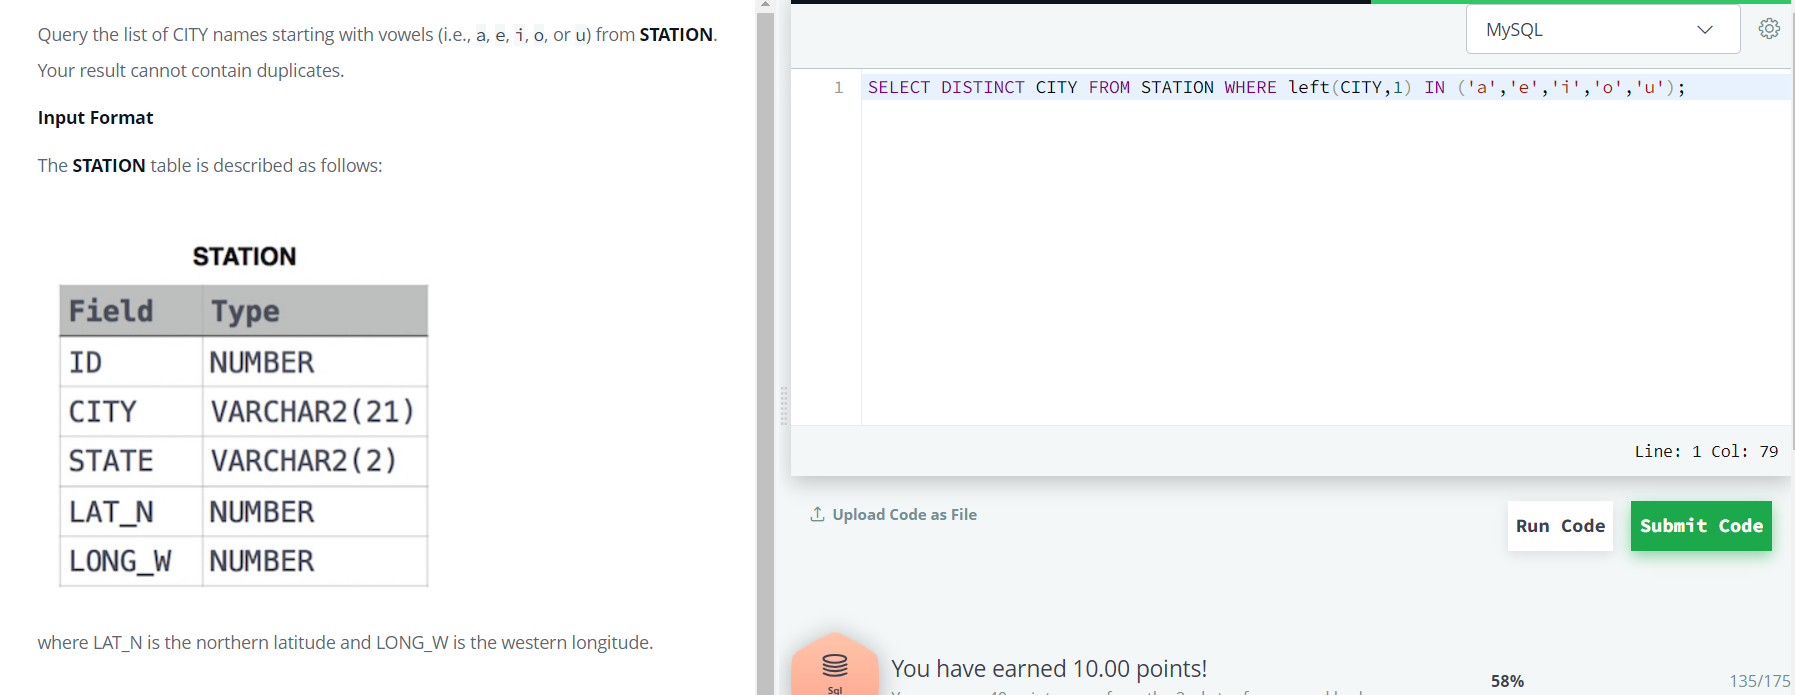 Query the list of CITY names starting with vowels (i.e., a, e, i, o, or u) from STATION.
Your result cannot contain duplicates.
Input Format
The STATION table is described as follows:
STATION
Field Type
ID NUMBER
CITY VARCHAR2(21)
STATE VARCHAR2(2)
LAT_N NUMBER
LONG_W NUMBER
where LAT_N is the northern latitude and LONG_W is the western longitude.
MySQL
1 SELECT DISTINCT CITY FROM STATION WHERE left(CITY,1) IN ('a','e','i','o','u');
Line: 1 Col: 79
Upload Code as File
Run Code
Submit Code
Sql
You have earned 10.00 points!
58%
135/175